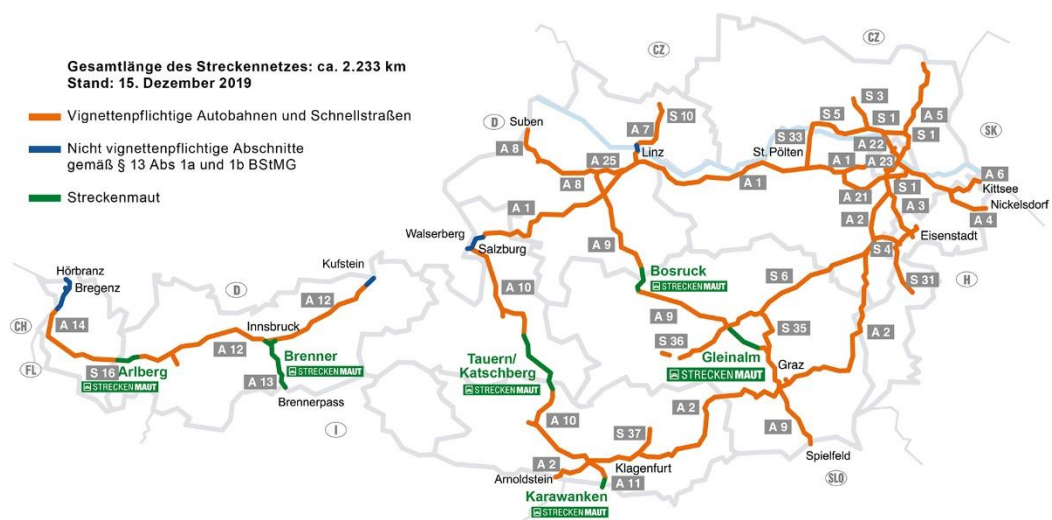 Gesamtlänge des Streckennetzes: ca. 2.233 km
Stand: 15. Dezember 2019
Vignettenpflichtige Autobahnen und Schnellstraßen
Nicht vignettenpflichtige Abschnitte
gemäß § 13 Abs 1a und 1b BStMG
Streckenmaut
CZ
CZ
D
Suben
A 8
A 8
A 25
A 7
S 10
Linz
A 1
A 1
St. Pölten
S 33
S 5
S 3
S 1
A 5
S 1
SK
A 22
A 23
A 1
A 21
S 1
A 2
A 3
A 6
Kittsee
Nickelsdorf
A 4
Eisenstadt
S 4
S 31
H
Walserberg
Salzburg
A 9
A 10
Bosruck
STRECKENMAUT
S 6
A 9
S 36
S 35
Gleinalm
STRECKENMAUT
Graz
A 2
Hörbranz
Bregenz
D
Kufstein
A 12
CH
A 14
Innsbruck
A 12
FL
S 16
Arlberg
STRECKENMAUT
Brenner
STRECKENMAUT
A 13
Brennerpass
I
Tauern/
Katschberg
STRECKENMAUT
A 10
A 2
S 37
Klagenfurt
A 2
Arnoldstein
A 11
Karawanken
STRECKENMAUT
A 9
Spielfeld
SLO